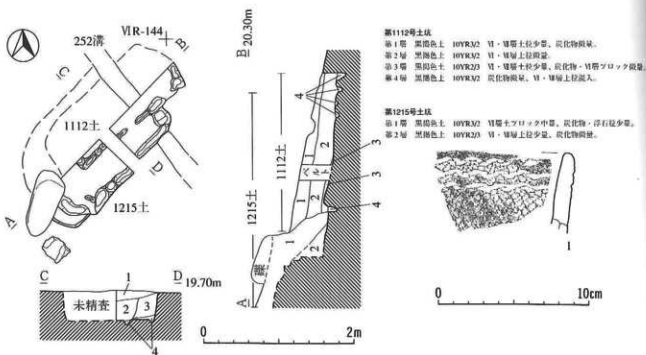 ⅥR-144
252溝
B
C
1112土
D
1215土
A
B 20.30m
4
1112土
2
3
ベルト
3
1 2
4
1215土
1
2
礫
A
C
D 19.70m
1
未精査
2 3
4
0 2m
第1112号土坑
第1層 黒褐色土 10YR3/2 Ⅵ・Ⅶ層土粒少量、炭化物微量。
第2層 黒褐色土 10YR3/2 Ⅵ・Ⅶ層上粒微量。
第3層 黒褐色土 10YR2/3 Ⅵ・Ⅶ層土粒少量、炭化物・Ⅶ層ブロック微量。
第4層 黒褐色土 10YR3/2 炭化物微量、Ⅵ・Ⅶ層上粒混入。
第1215号土坑
第1層 黒褐色土 10YR3/2 Ⅵ層土ブロック中量、炭化物・浮石粒少量。
第2層 黒褐色土 10YR2/3 Ⅵ・Ⅶ層上粒少量、炭化物微量。
1
0 10cm